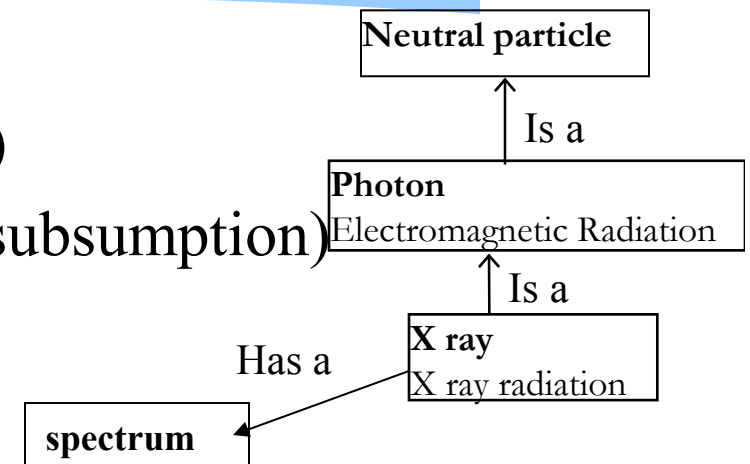 Neutral particle
Is a
)
Photon
subsumption)
Electromagnetic Radiation
Is a
X ray
Has a
X ray radiation
spectrum